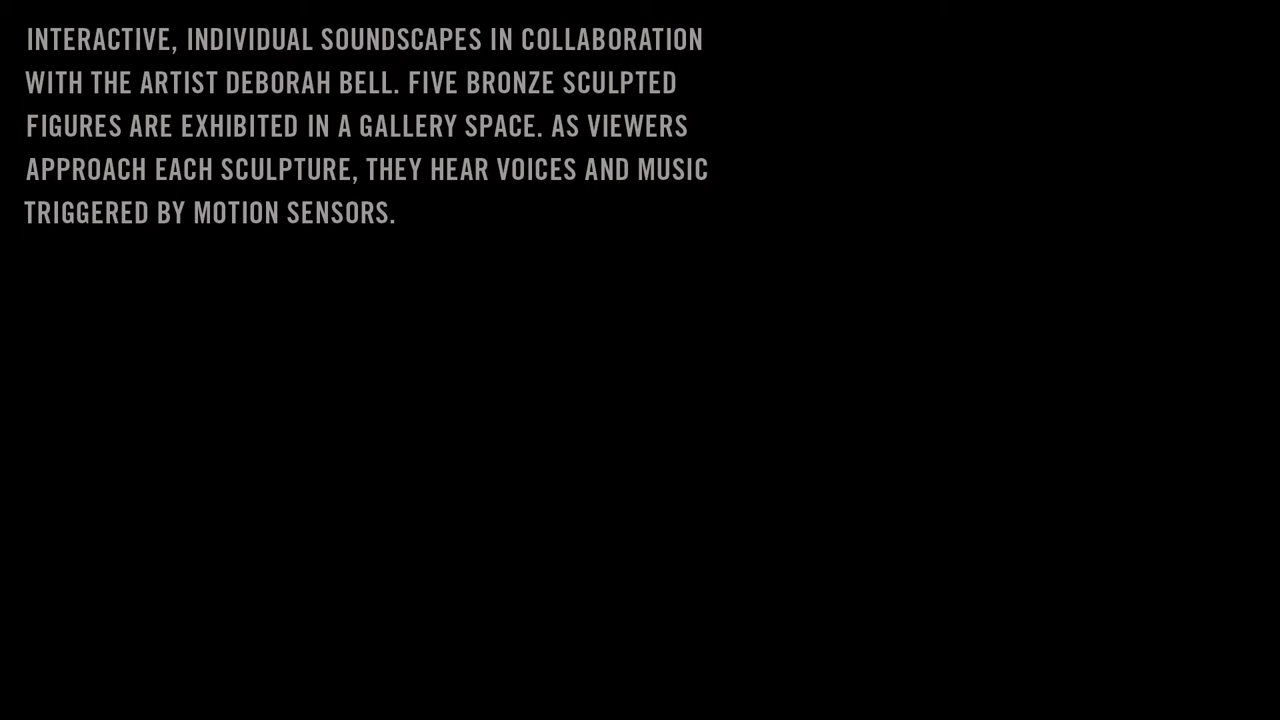 INTERACTIVE, INDIVIDUAL SOUNDSCAPES IN COLLABORATION
WITH THE ARTIST DEBORAH BELL. FIVE BRONZE SCULPTED
FIGURES ARE EXHIBITED IN A GALLERY SPACE. AS VIEWERS
APPROACH EACH SCULPTURE, THEY HEAR VOICES AND MUSIC
TRIGGERED BY MOTION SENSORS.